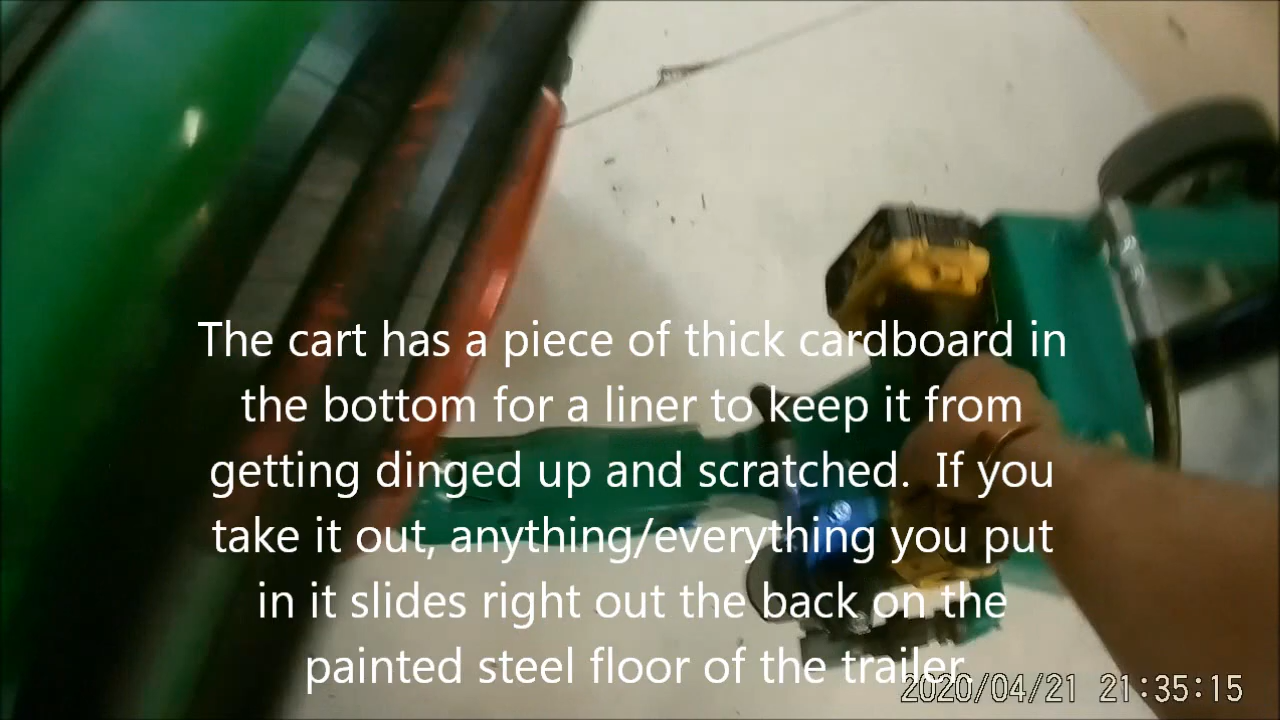 The cart has a piece of thick cardboard in
the bottom for a liner to keep it from
getting dinged up and scratched.  If you
take it out, anything/everything you put
in it slides right out the back on the
painted steel floor of the trailer.
2020/04/21 21:35:15